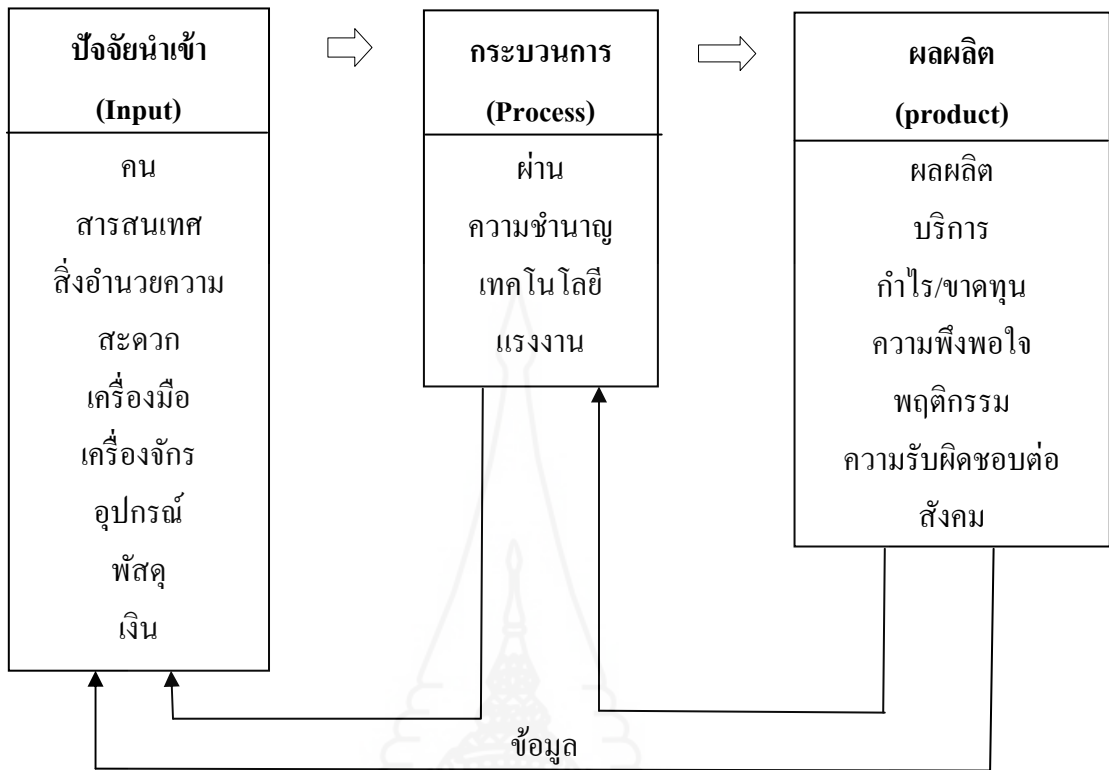 ปัจจัยนำเข้า
(Input)
คน
สารสนเทศ
สิ่งอำนวยความ
สะดวก
เครื่องมือ
เครื่องจักร
อุปกรณ์
พัสดุ
เงิน
กระบวนการ
(Process)
ผ่าน
ความชำนาญ
เทคโนโลยี
แรงงาน
ผลผลิต
(product)
ผลผลิต
บริการ
กำไร/ขาดทุน
ความพึงพอใจ
พฤติกรรม
ความรับผิดชอบต่อ
สังคม
ข้อมูล